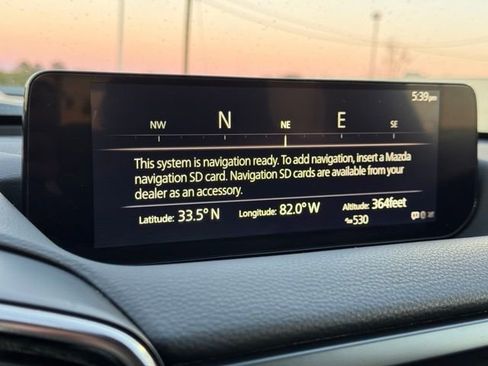 5:39pm
NW N NE E SE
This system is navigation ready. To add navigation, insert a Mazda
navigation SD card. Navigation SD cards are available from your
dealer as an accessory.
Latitude: 33.5° N Longitude: 82.0° W Altitude: 364feet
530